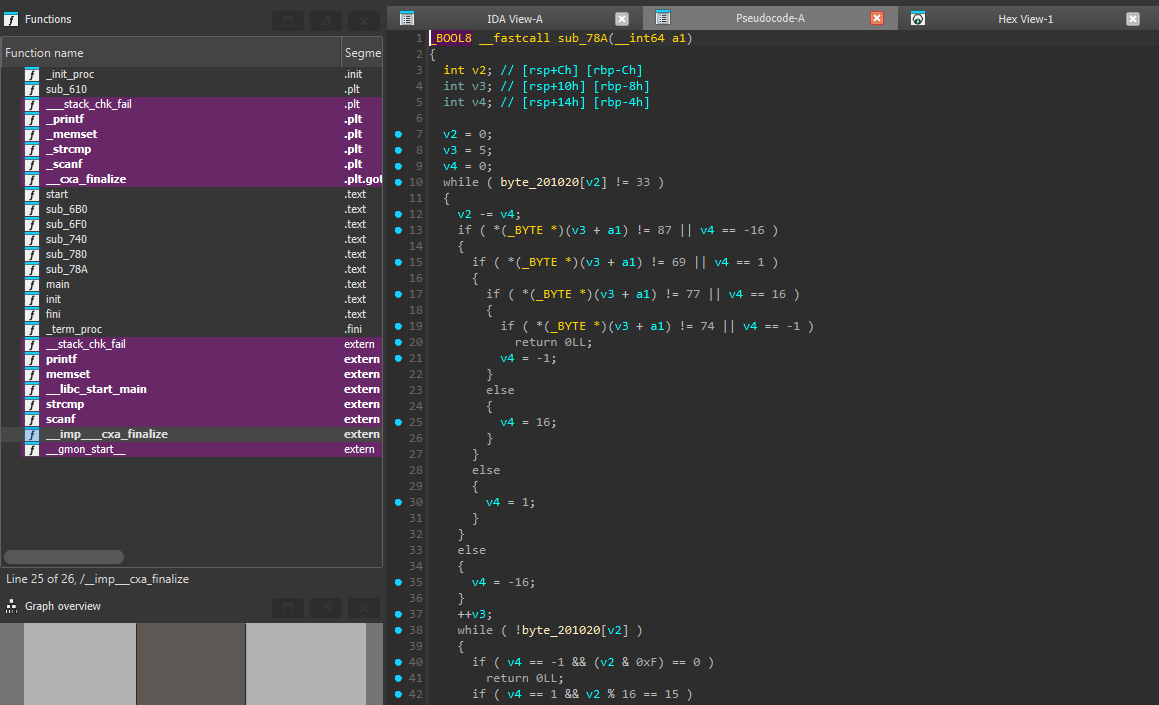 Functions
Function name Segme
f _init_proc .init
f sub_610 .plt
f ___stack_chk_fail .plt
f _printf .plt
f _memset .plt
f _strcmp .plt
f _scanf .plt
f __cxa_finalize .plt.got
f start .text
f sub_6B0 .text
f sub_6F0 .text
f sub_740 .text
f sub_780 .text
f sub_78A .text
f main .text
f init .text
f fini .text
f _term_proc .fini
f __stack_chk_fail extern
f printf extern
f memset extern
f __libc_start_main extern
f strcmp extern
f scanf extern
f __imp___cxa_finalize extern
f __gmon_start__ extern
Line 25 of 26, /__imp___cxa_finalize
Graph overview
IDA View-A Pseudocode-A Hex View-1
1 _BOOL8 __fastcall sub_78A(__int64 a1)
2 {
3 int v2; // [rsp+Ch] [rbp-Ch]
4 int v3; // [rsp+10h] [rbp-8h]
5 int v4; // [rsp+14h] [rbp-4h]
6
7 v2 = 0;
8 v3 = 5;
9 v4 = 0;
10 while ( byte_201020[v2] != 33 )
11 {
12 v2 -= v4;
13 if ( *(_BYTE *)(v3 + a1) != 87 || v4 == -16 )
14 {
15 if ( *(_BYTE *)(v3 + a1) != 69 || v4 == 1 )
16 {
17 if ( *(_BYTE *)(v3 + a1) != 77 || v4 == 16 )
18 {
19 if ( *(_BYTE *)(v3 + a1) != 74 || v4 == -1 )
20 return 0LL;
21 v4 = -1;
22 }
23 else
24 {
25 v4 = 16;
26 }
27 }
28 else
29 {
30 v4 = 1;
31 }
32 }
33 else
34 {
35 v4 = -16;
36 }
37 ++v3;
38 while ( !byte_201020[v2] )
39 {
40 if ( v4 == -1 && (v2 & 0xF) == 0 )
41 return 0LL;
42 if ( v4 == 1 && v2 % 16 == 15 )